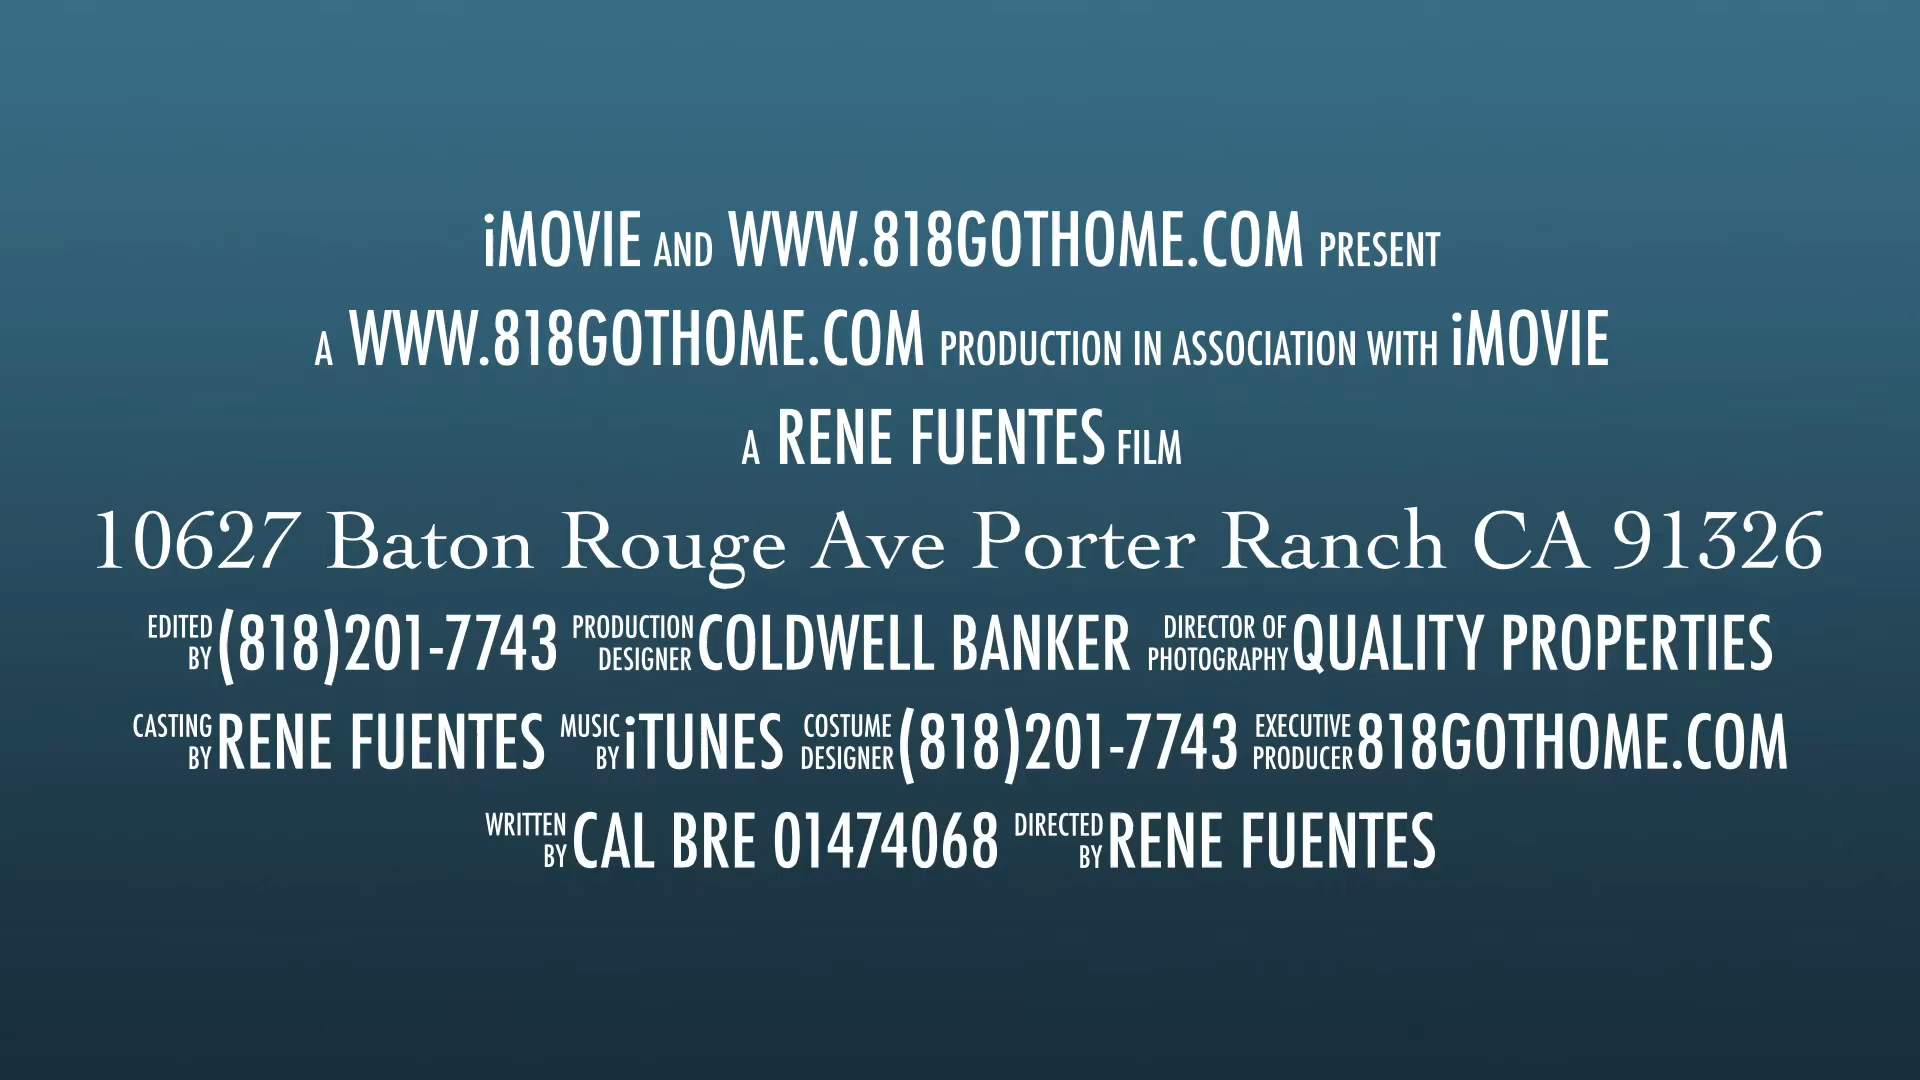 iMOVIE AND WWW.818GOTHOME.COM PRESENT
A WWW.818GOTHOME.COM PRODUCTION IN ASSOCIATION WITH iMOVIE
A RENE FUENTES FILM
10627 Baton Rouge Ave Porter Ranch CA 91326
EDITED BY (818)201-7743 PRODUCTION DESIGNER COLDWELL BANKER DIRECTOR OF PHOTOGRAPHY QUALITY PROPERTIES
CASTING BY RENE FUENTES MUSIC BY iTUNES COSTUME DESIGNER (818)201-7743 EXECUTIVE PRODUCER 818GOTHOME.COM
WRITTEN BY CAL BRE 01474068 DIRECTED BY RENE FUENTES